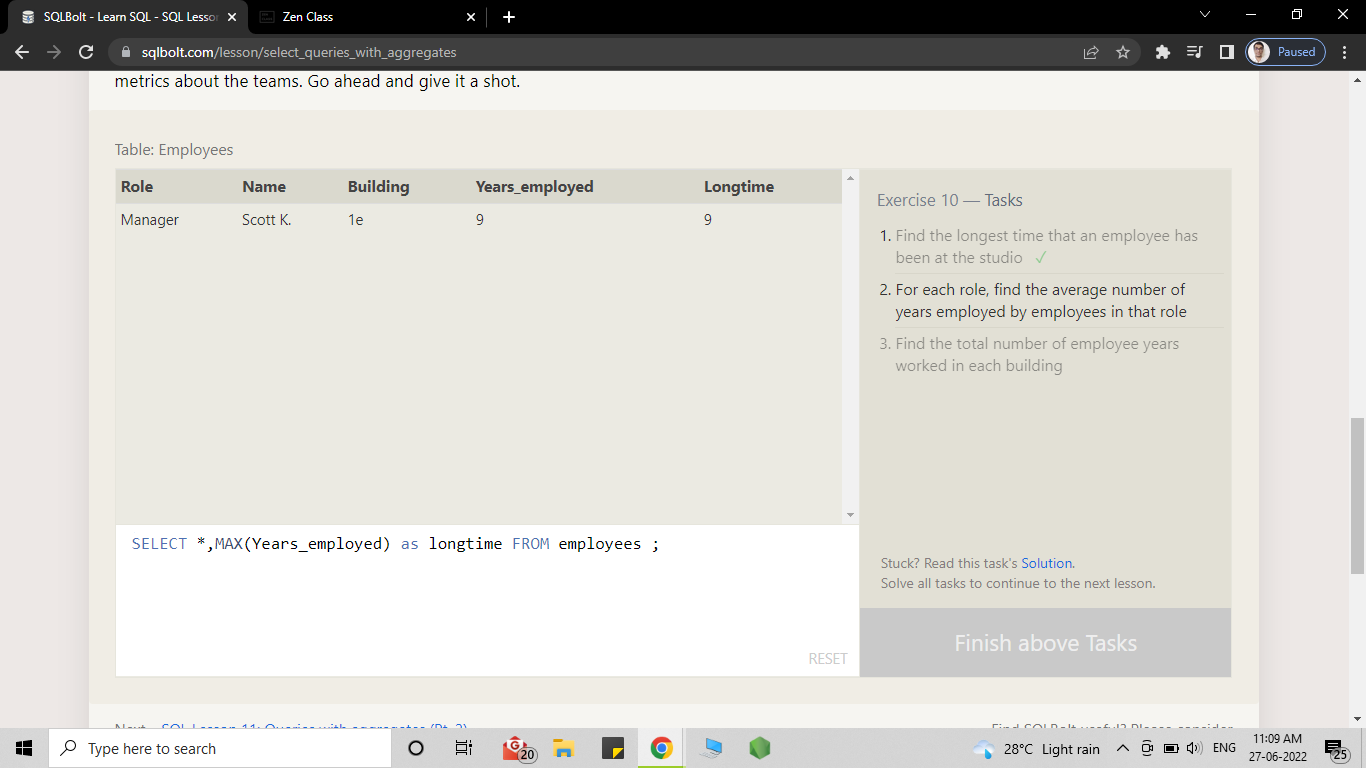 SQLBolt - Learn SQL - SQL Lesson
Zen Class
sqlbolt.com/lesson/select_queries_with_aggregates
Paused
metrics about the teams. Go ahead and give it a shot.
Table: Employees
Role Name Building Years_employed Longtime
Manager Scott K. 1e 9 9
Exercise 10 — Tasks
1. Find the longest time that an employee has
been at the studio ✓
2. For each role, find the average number of
years employed by employees in that role
3. Find the total number of employee years
worked in each building
SELECT *,MAX(Years_employed) as longtime FROM employees ;
RESET
Stuck? Read this task's Solution.
Solve all tasks to continue to the next lesson.
Finish above Tasks
Next – SQL Lesson 11: Queries with aggregates (Pt. 2)
Find SQLBolt useful? Please consider
Type here to search
20
28°C Light rain
ENG
11:09 AM
27-06-2022
25